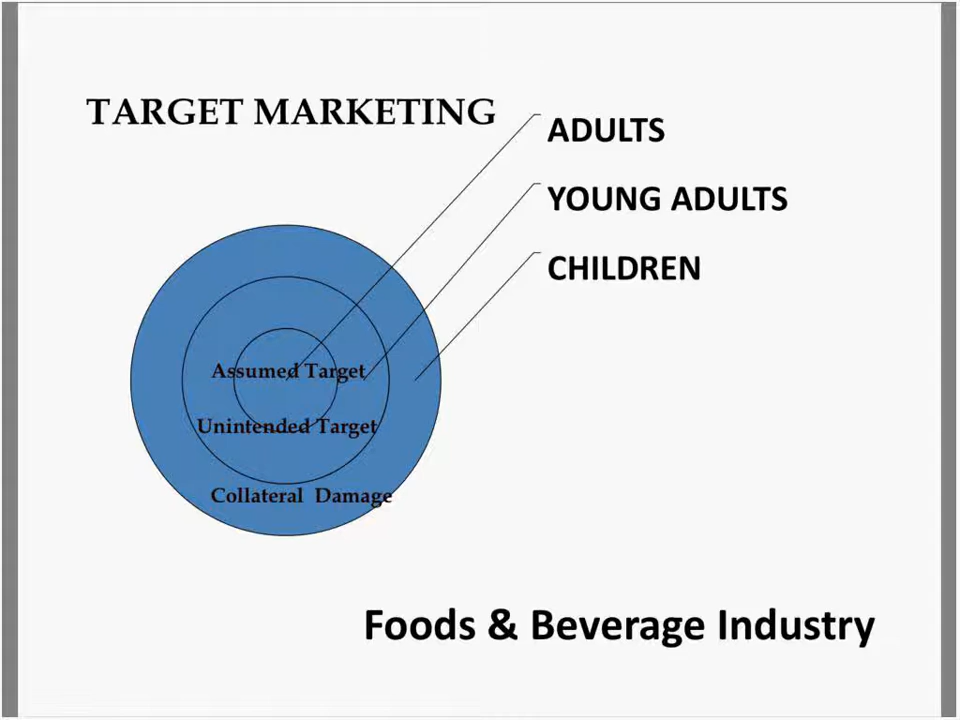 TARGET MARKETING
ADULTS
YOUNG ADULTS
CHILDREN
Assumed Target
Unintended Target
Collateral Damage
Foods & Beverage Industry